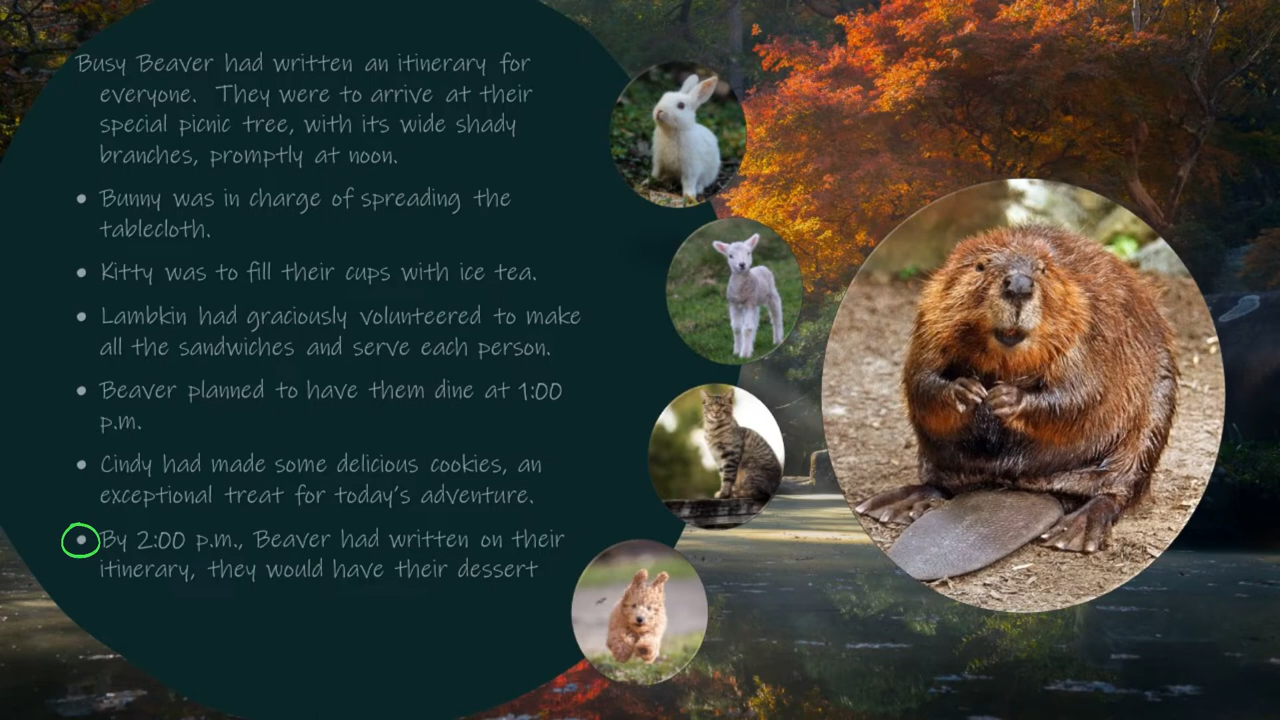 Busy Beaver had written an itinerary for
everyone.  They were to arrive at their
special picnic tree, with its wide shady
branches, promptly at noon.
• Bunny was in charge of spreading the
tablecloth.
• Kitty was to fill their cups with ice tea.
• Lambkin had graciously volunteered to make
all the sandwiches and serve each person.
• Beaver planned to have them dine at 1:00
p.m.
• Cindy had made some delicious cookies, an
exceptional treat for today's adventure.
• By 2:00 p.m., Beaver had written on their
itinerary, they would have their dessert